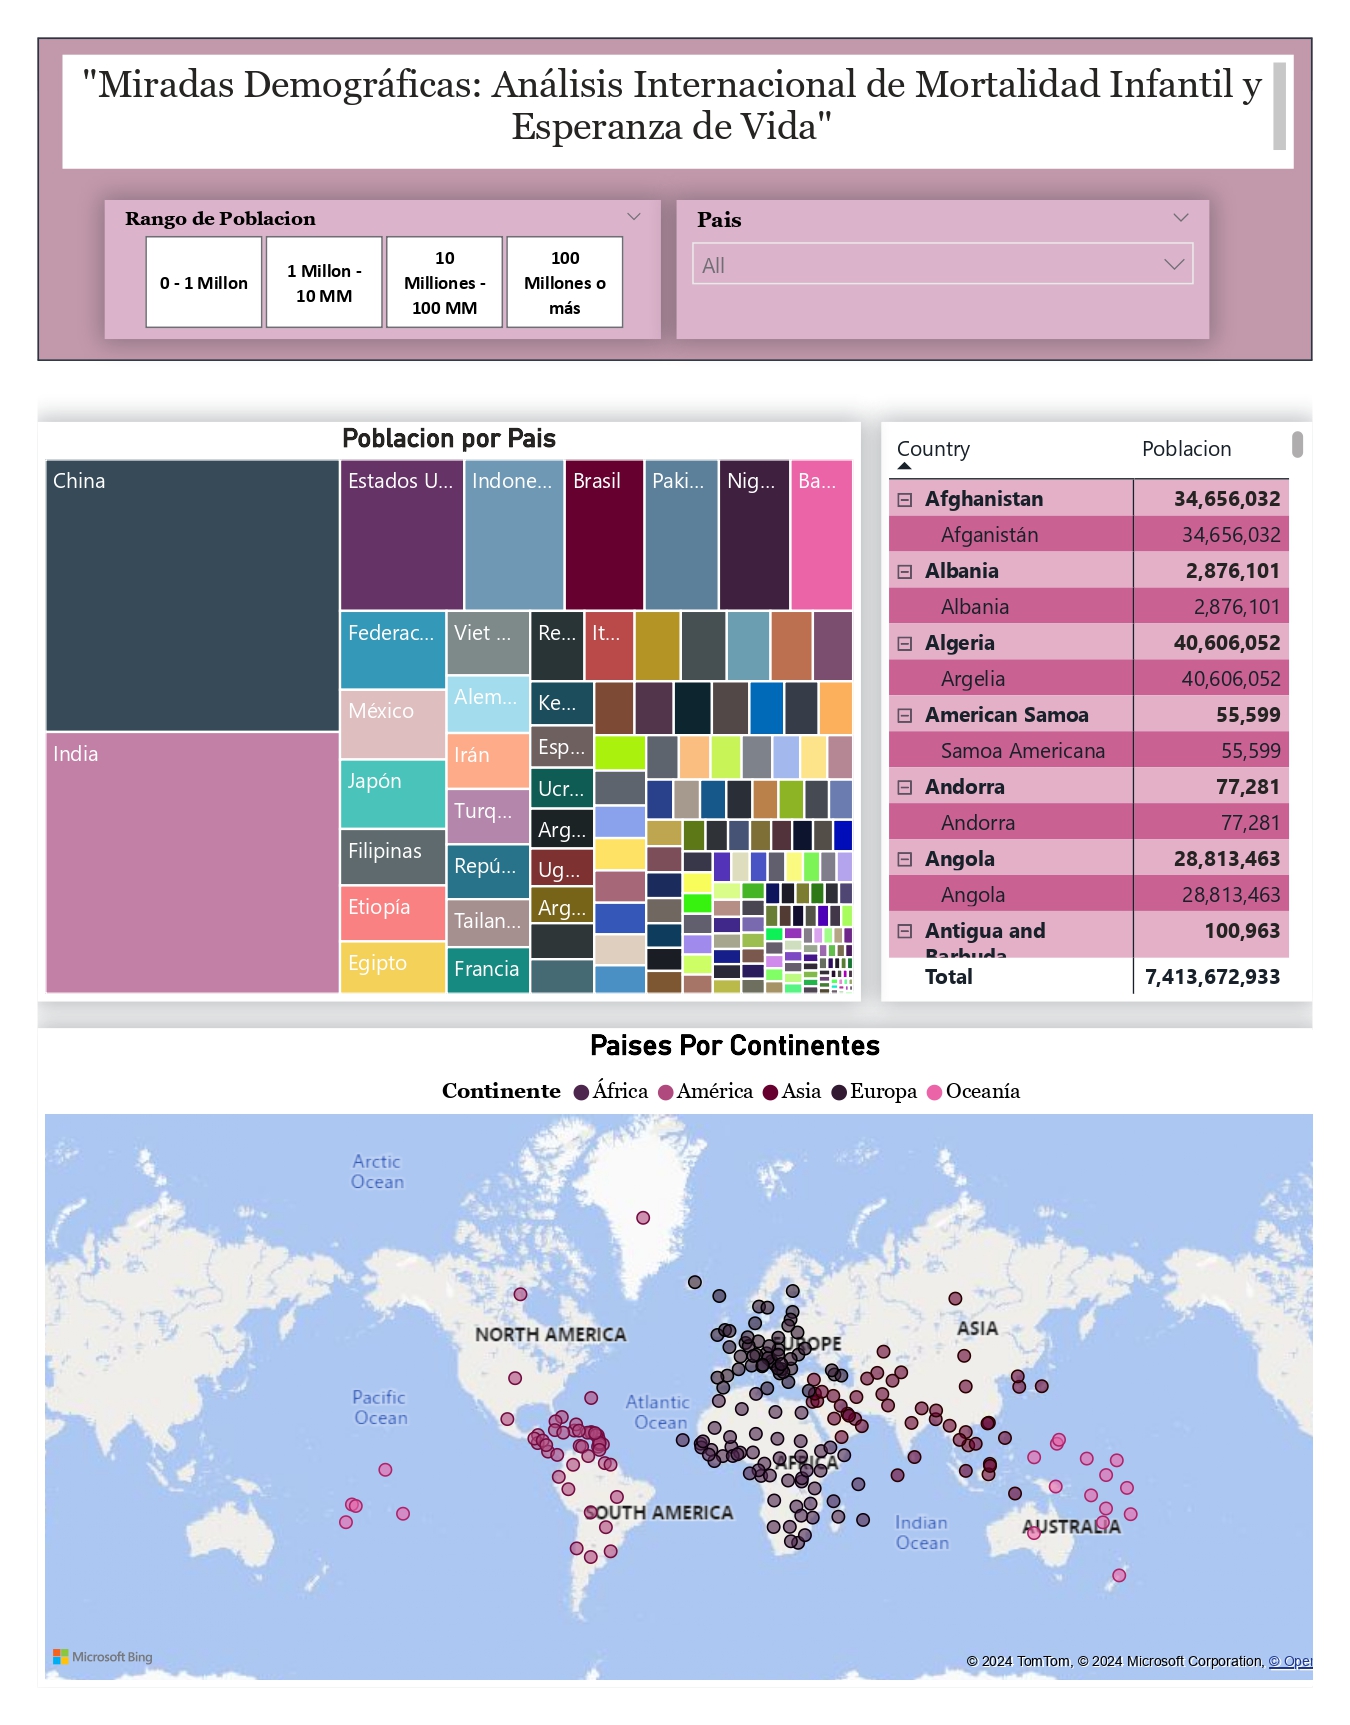 "Miradas Demográficas: Análisis Internacional de Mortalidad Infantil y
Esperanza de Vida"
Rango de Poblacion
0 - 1 Millon
1 Millon -
10 MM
10
Milliones -
100 MM
100
Millones o
más
Pais
All
Poblacion por Pais
China
Estados U...
Indone...
Brasil
Paki...
Nig...
Ba...
India
Federac...
México
Japón
Filipinas
Etiopía
Egipto
Viet ...
Alem...
Irán
Turq...
Repú...
Tailan...
Francia
Re...
It...
Ke...
Esp...
Ucr...
Arg...
Ug...
Arg...
Country Poblacion
Afghanistan 34,656,032
Afganistán 34,656,032
Albania 2,876,101
Albania 2,876,101
Algeria 40,606,052
Argelia 40,606,052
American Samoa 55,599
Samoa Americana 55,599
Andorra 77,281
Andorra 77,281
Angola 28,813,463
Angola 28,813,463
Antigua and 100,963
Barbuda
Total 7,413,672,933
Paises Por Continentes
Continente África América Asia Europa Oceanía
Arctic
Ocean
NORTH AMERICA
EUROPE
ASIA
Pacific
Ocean
Atlantic
Ocean
AFRICA
SOUTH AMERICA
Indian
Ocean
AUSTRALIA
Microsoft Bing
© 2024 TomTom, © 2024 Microsoft Corporation, © Oper